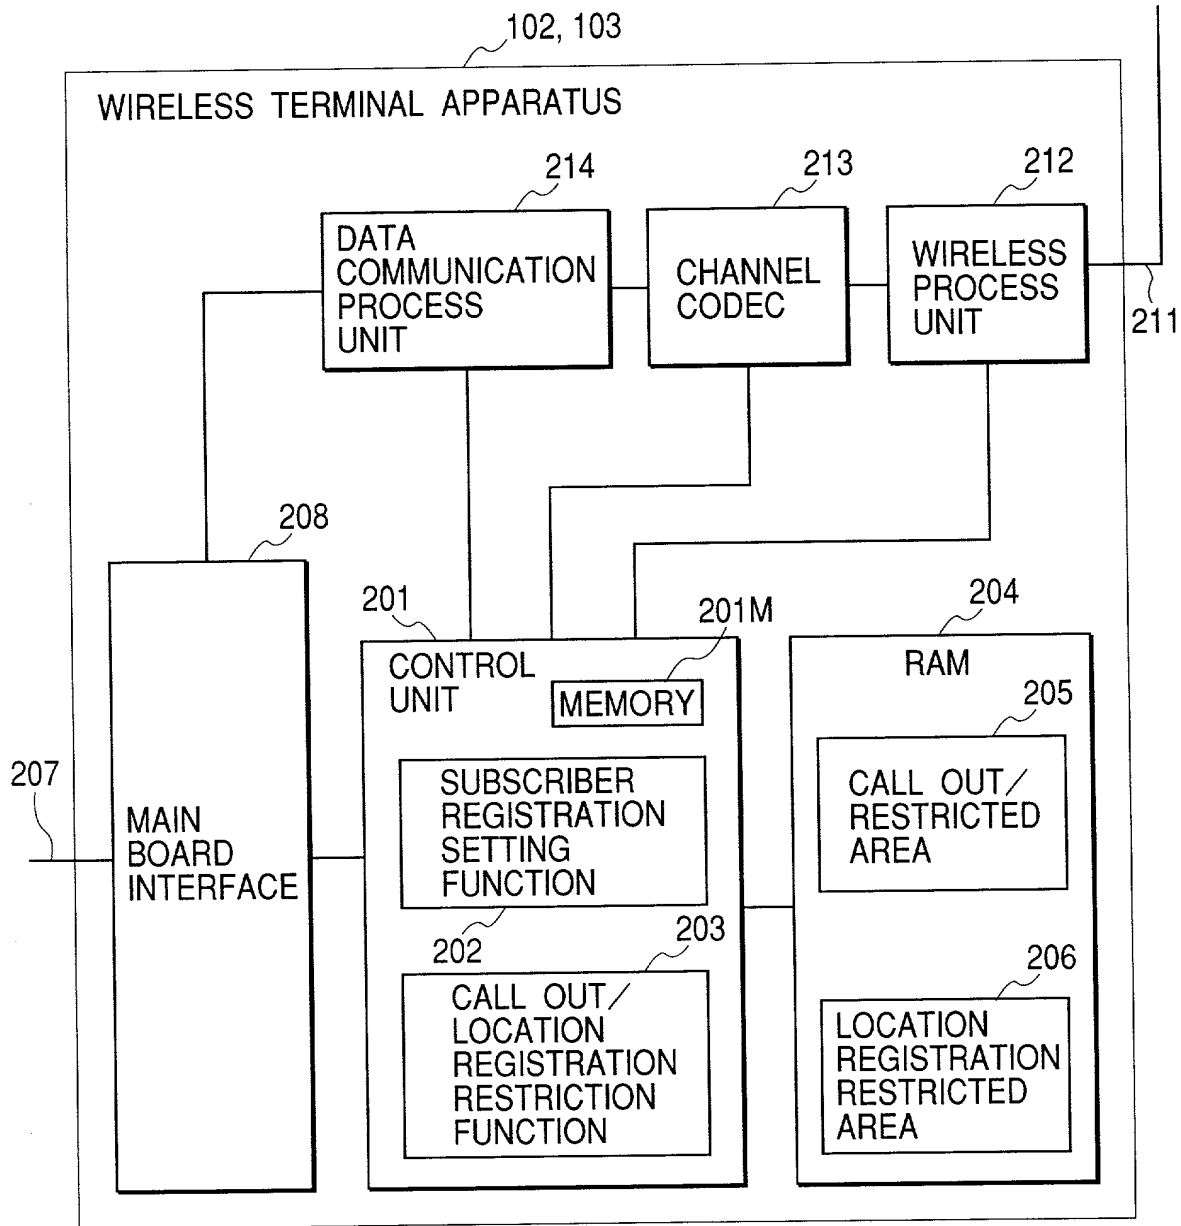 102, 103
WIRELESS TERMINAL APPARATUS
214
213
212
DATA
COMMUNICATION
PROCESS
UNIT
CHANNEL
CODEC
WIRELESS
PROCESS
UNIT
211
208
201
201M
204
CONTROL
UNIT
MEMORY
RAM
205
207
MAIN
BOARD
INTERFACE
SUBSCRIBER
REGISTRATION
SETTING
FUNCTION
CALL OUT/
RESTRICTED
AREA
202
203
206
CALL OUT/
LOCATION
REGISTRATION
RESTRICTION
FUNCTION
LOCATION
REGISTRATION
RESTRICTED
AREA